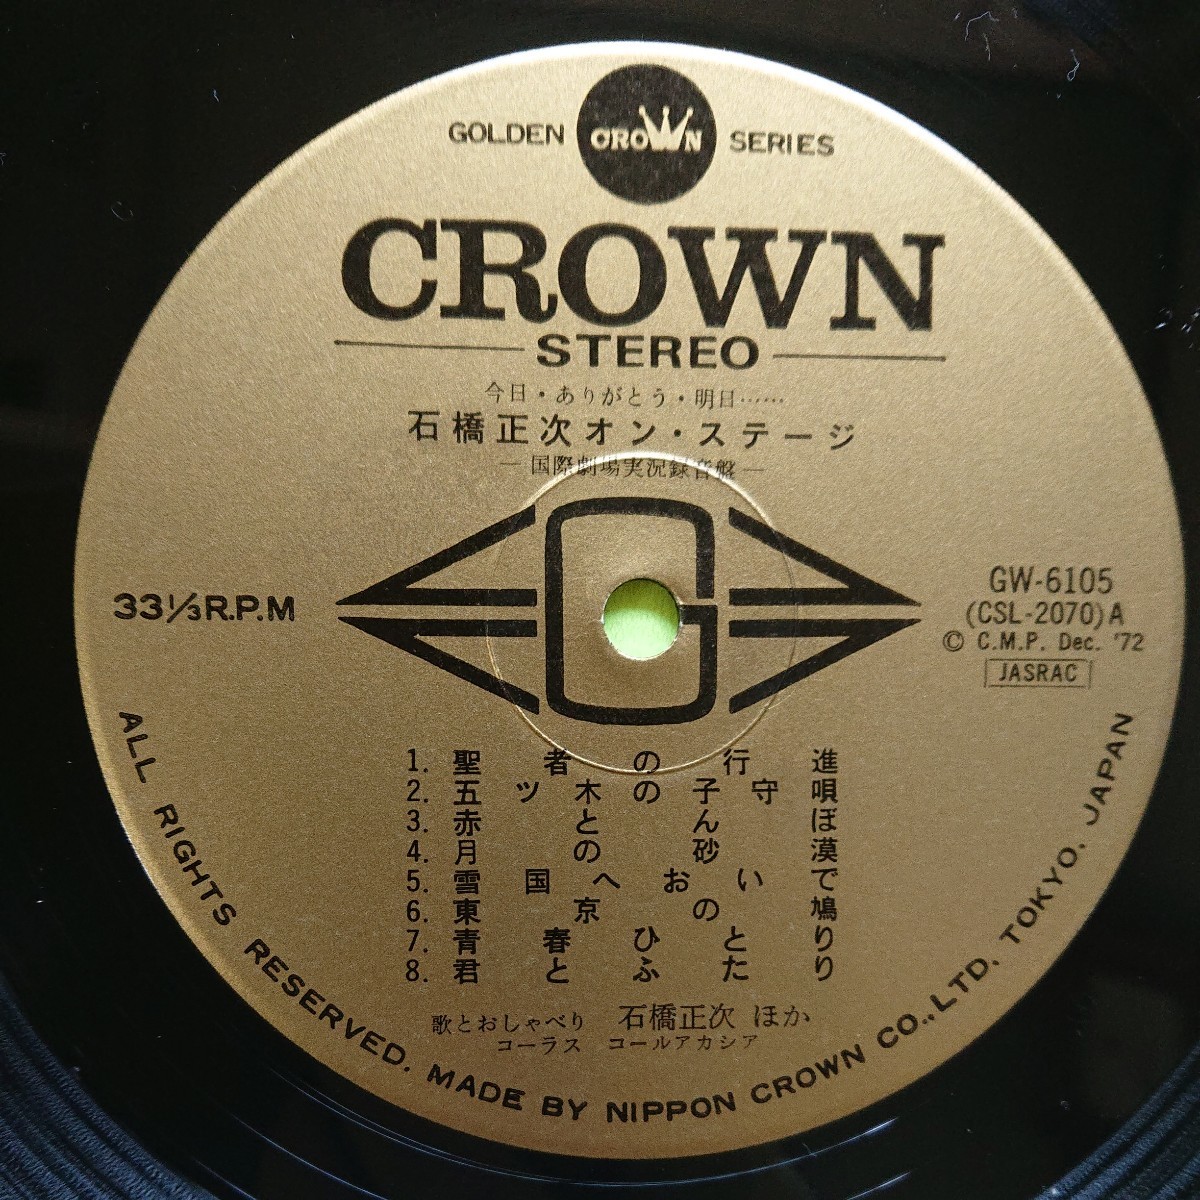 GOLDEN CROWN SERIES
CROWN
STEREO
今日・ありがとう・明日……
石橋正次オン・ステージ
—国際劇場実況録音盤—
G
33 1/3 R.P.M
GW-6105
(CSL-2070) A
© C.M.P. Dec. '72
JASRAC
1. 聖者の行進
2. 五ツ木の子守唄
3. 赤とんぼ
4. 月の砂漠
5. 雪国へおいで
6. 東京の鳩
7. 青春ひとり
8. 君とふたり
歌とおしゃべり 石橋正次 ほか
コーラス コールアカシア
ALL RIGHTS RESERVED. MADE BY NIPPON CROWN CO., LTD. TOKYO. JAPAN